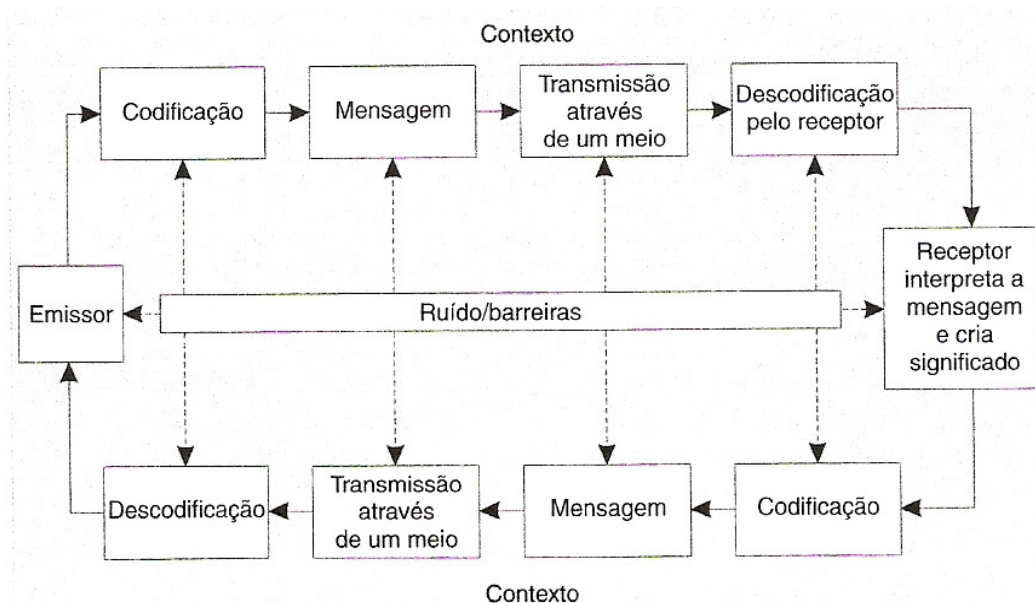 Contexto
Codificação
Mensagem
Transmissão
através
de um meio
Descodificação
pelo receptor
Emissor
Ruído/barreiras
Receptor
interpreta a
mensagem
e cria
significado
Descodificação
Transmissão
através
de um meio
Mensagem
Codificação
Contexto